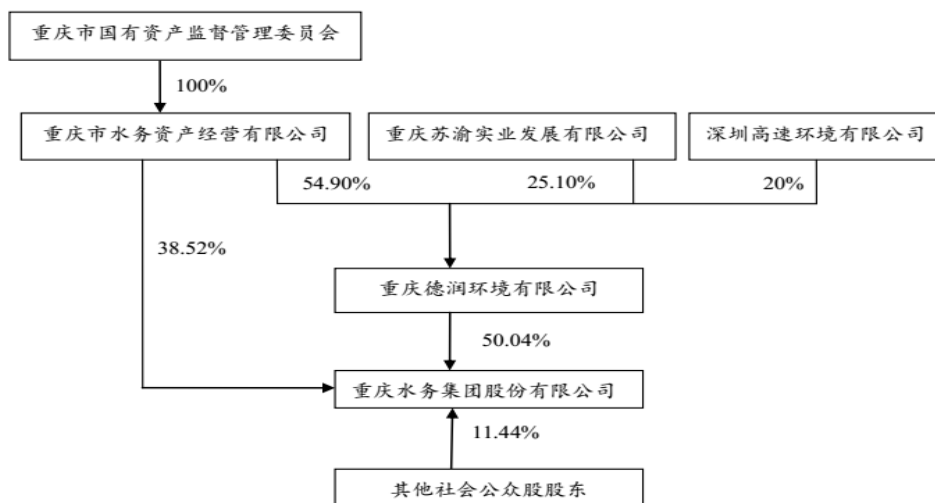 重庆市国有资产监督管理委员会
100%
重庆市水务资产经营有限公司
重庆苏渝实业发展有限公司
深圳高速环境有限公司
54.90%
25.10%
20%
38.52%
重庆德润环境有限公司
50.04%
重庆水务集团股份有限公司
11.44%
其他社会公众股股东